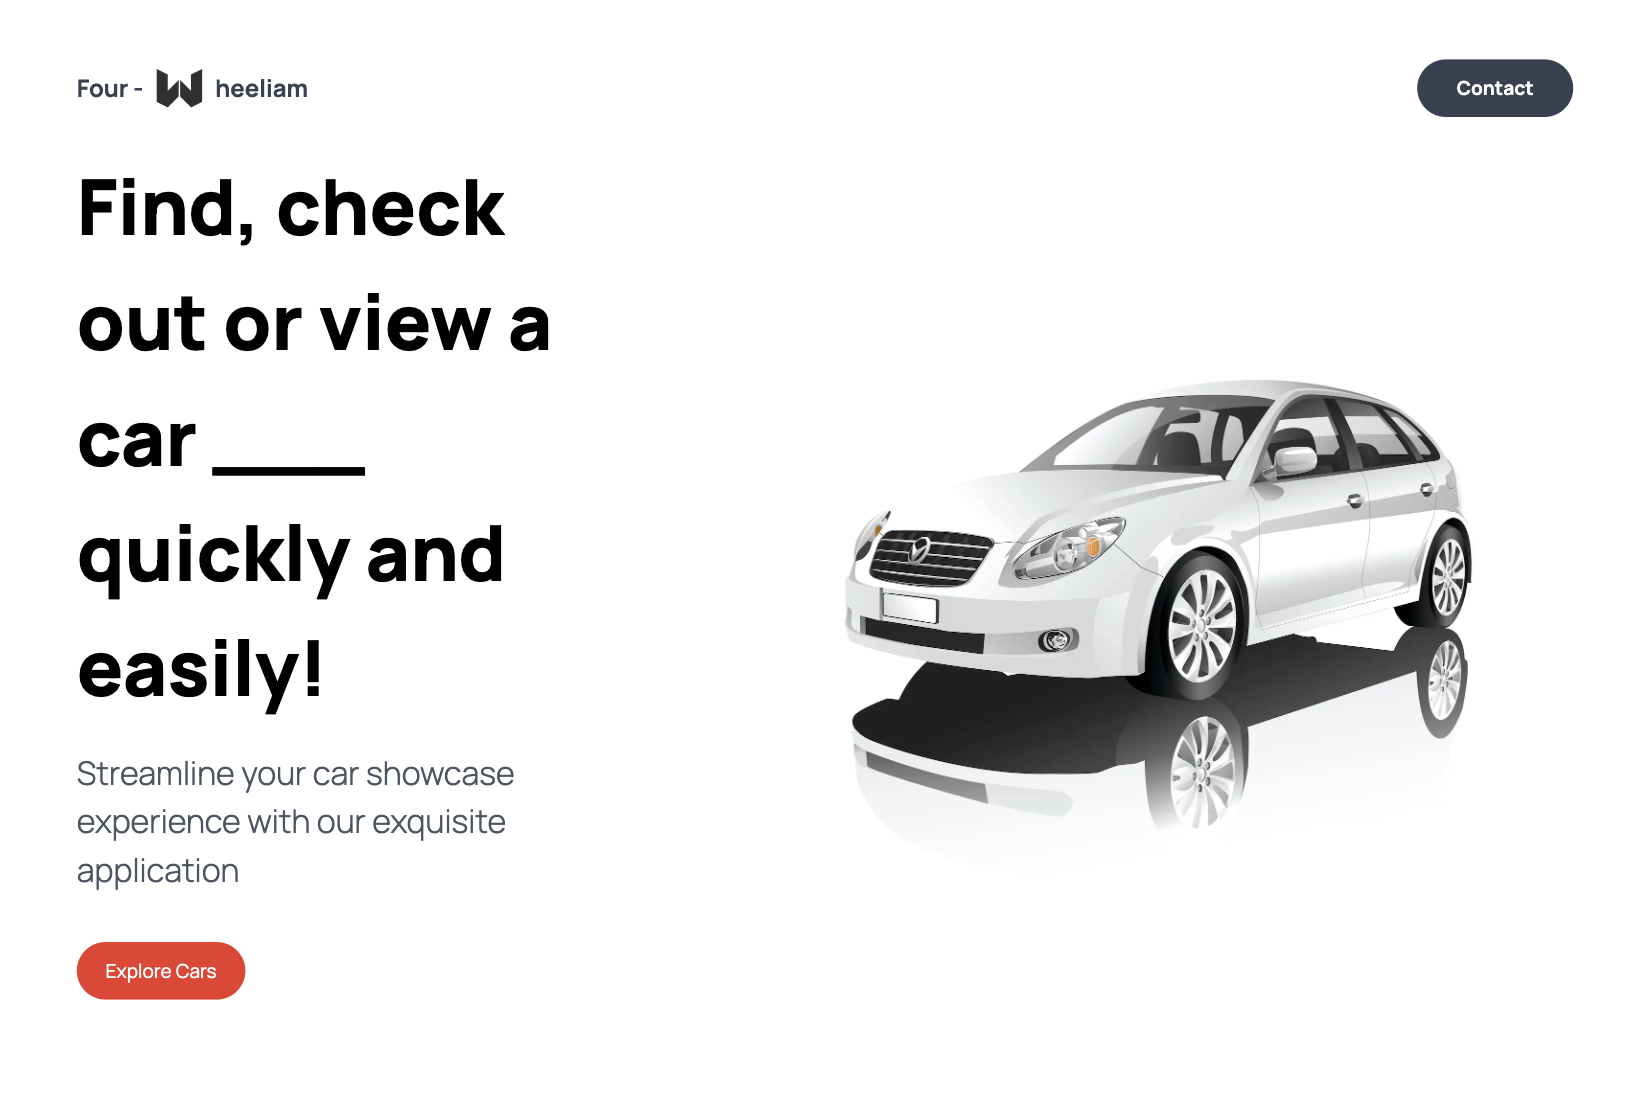 Four - W heeliam
Contact
Find, check
out or view a
car ____
quickly and
easily!
Streamline your car showcase
experience with our exquisite
application
Explore Cars